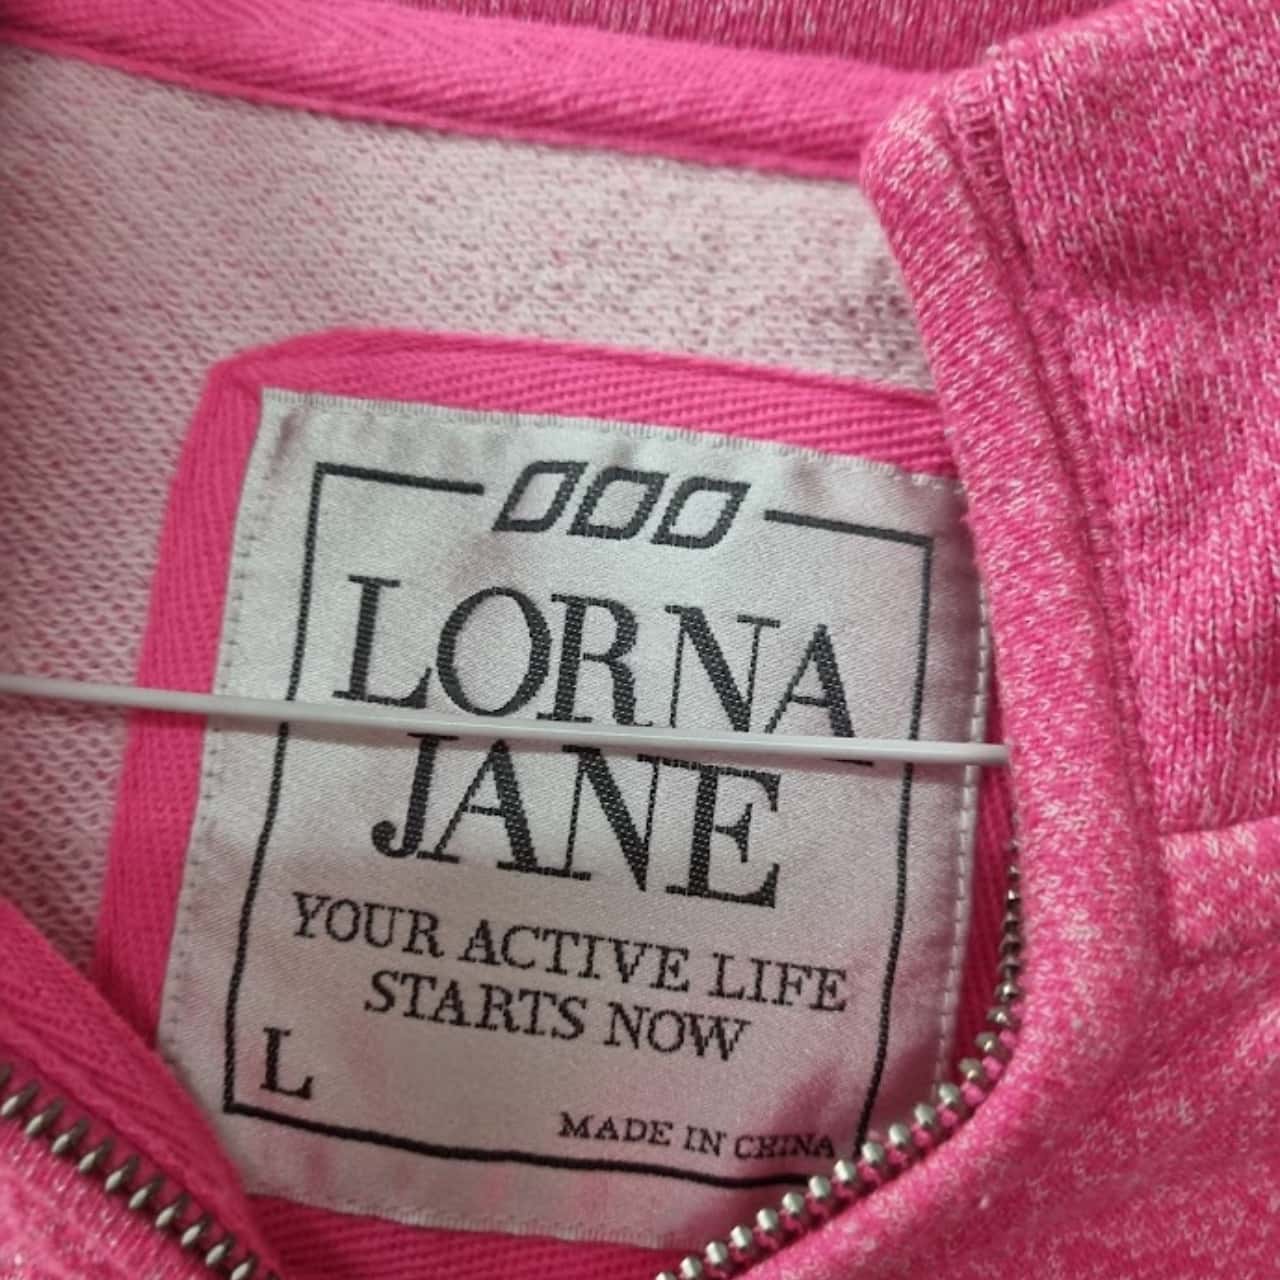 LORNA
JANE
YOUR ACTIVE LIFE
STARTS NOW
L
MADE IN CHINA